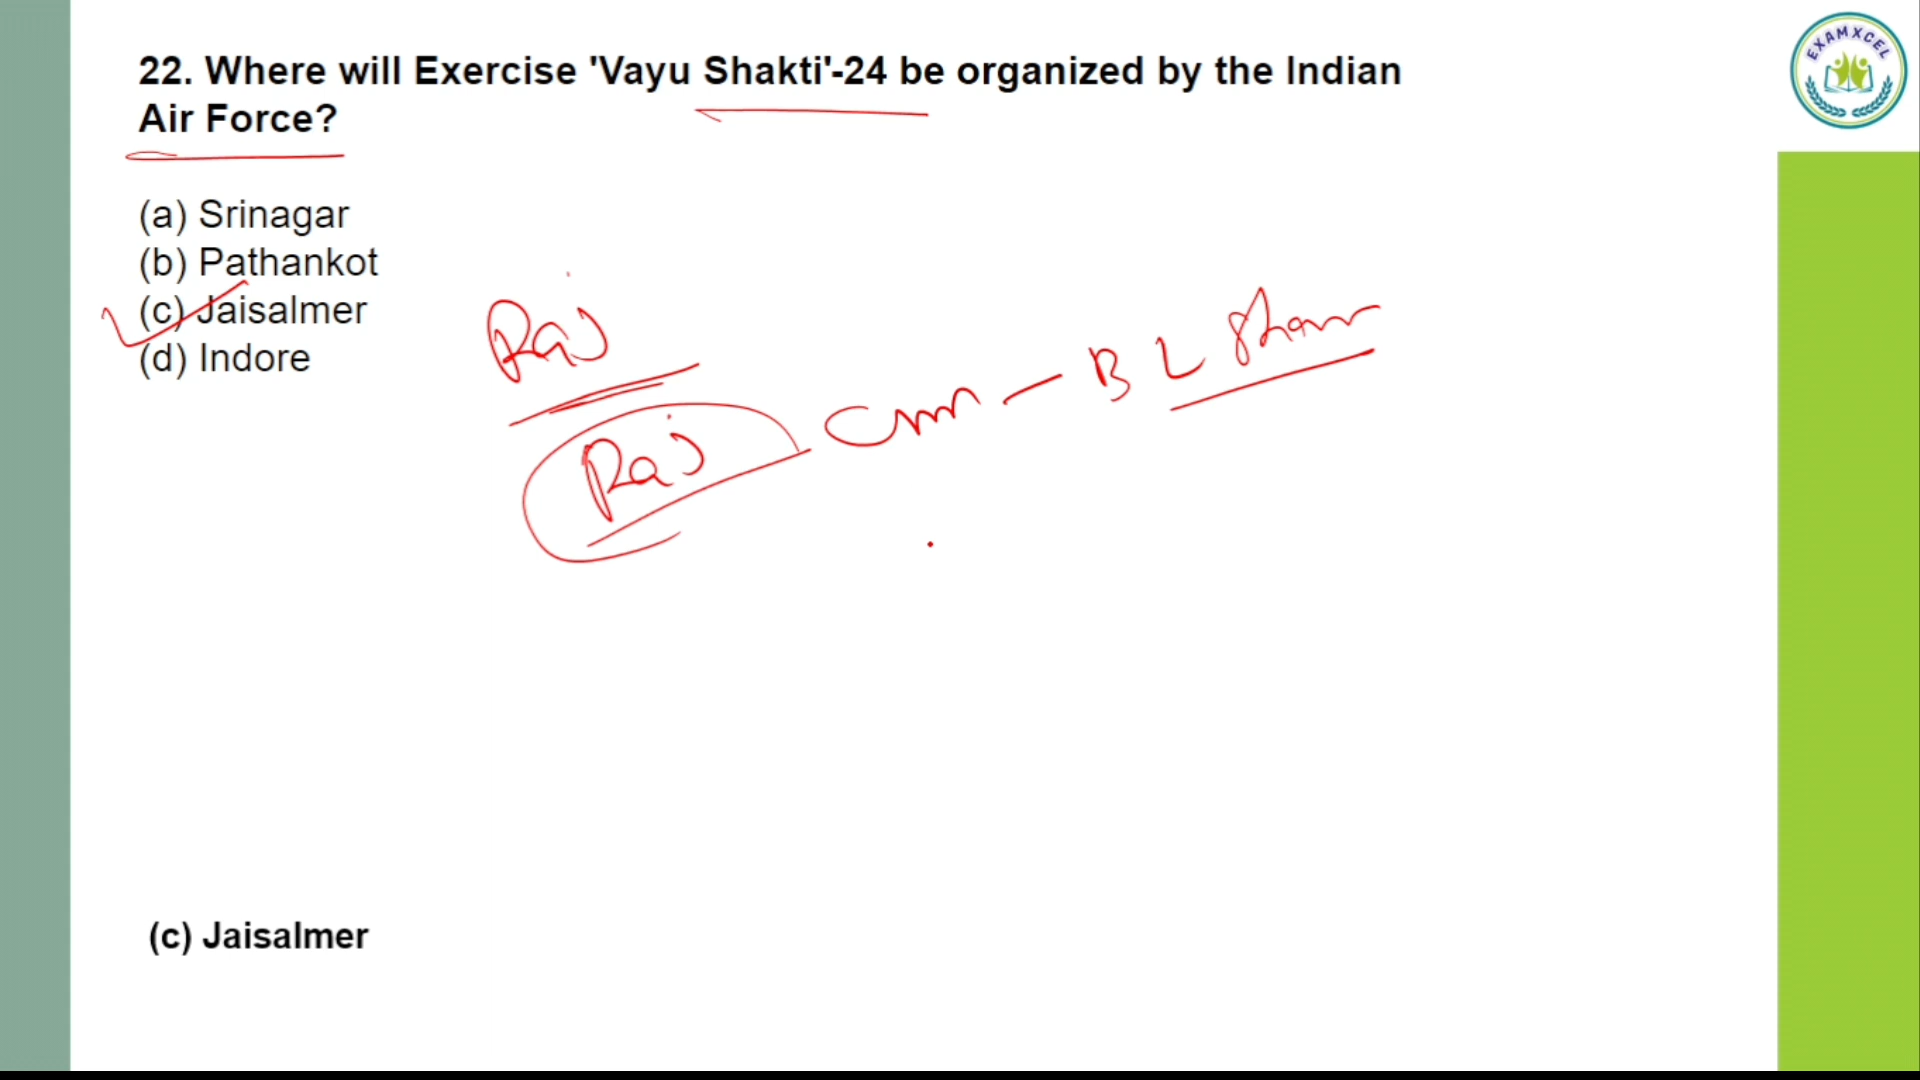 22. Where will Exercise 'Vayu Shakti'-24 be organized by the Indian
Air Force?
(a) Srinagar
(b) Pathankot
(c) Jaisalmer
(d) Indore
Raj
Raj CM - B L Sharma
(c) Jaisalmer
EXAMXCEL